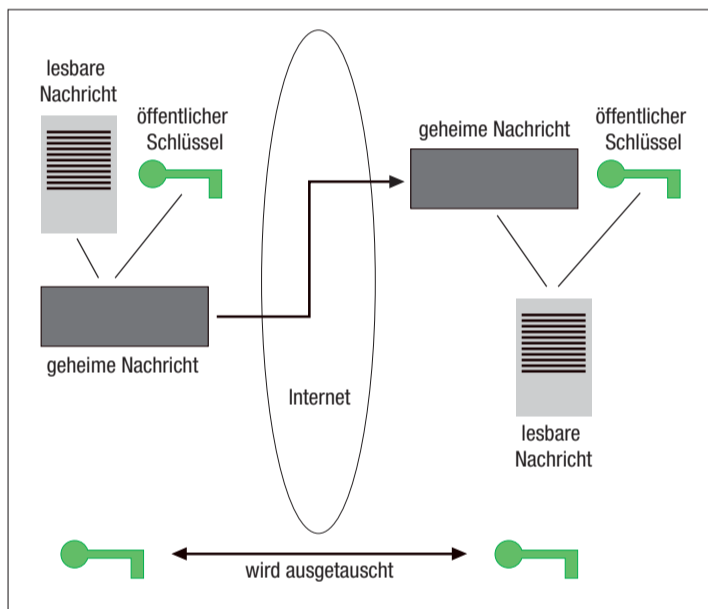 lesbare
Nachricht
öffentlicher
Schlüssel
geheime Nachricht
Internet
geheime Nachricht
öffentlicher
Schlüssel
lesbare
Nachricht
wird ausgetauscht